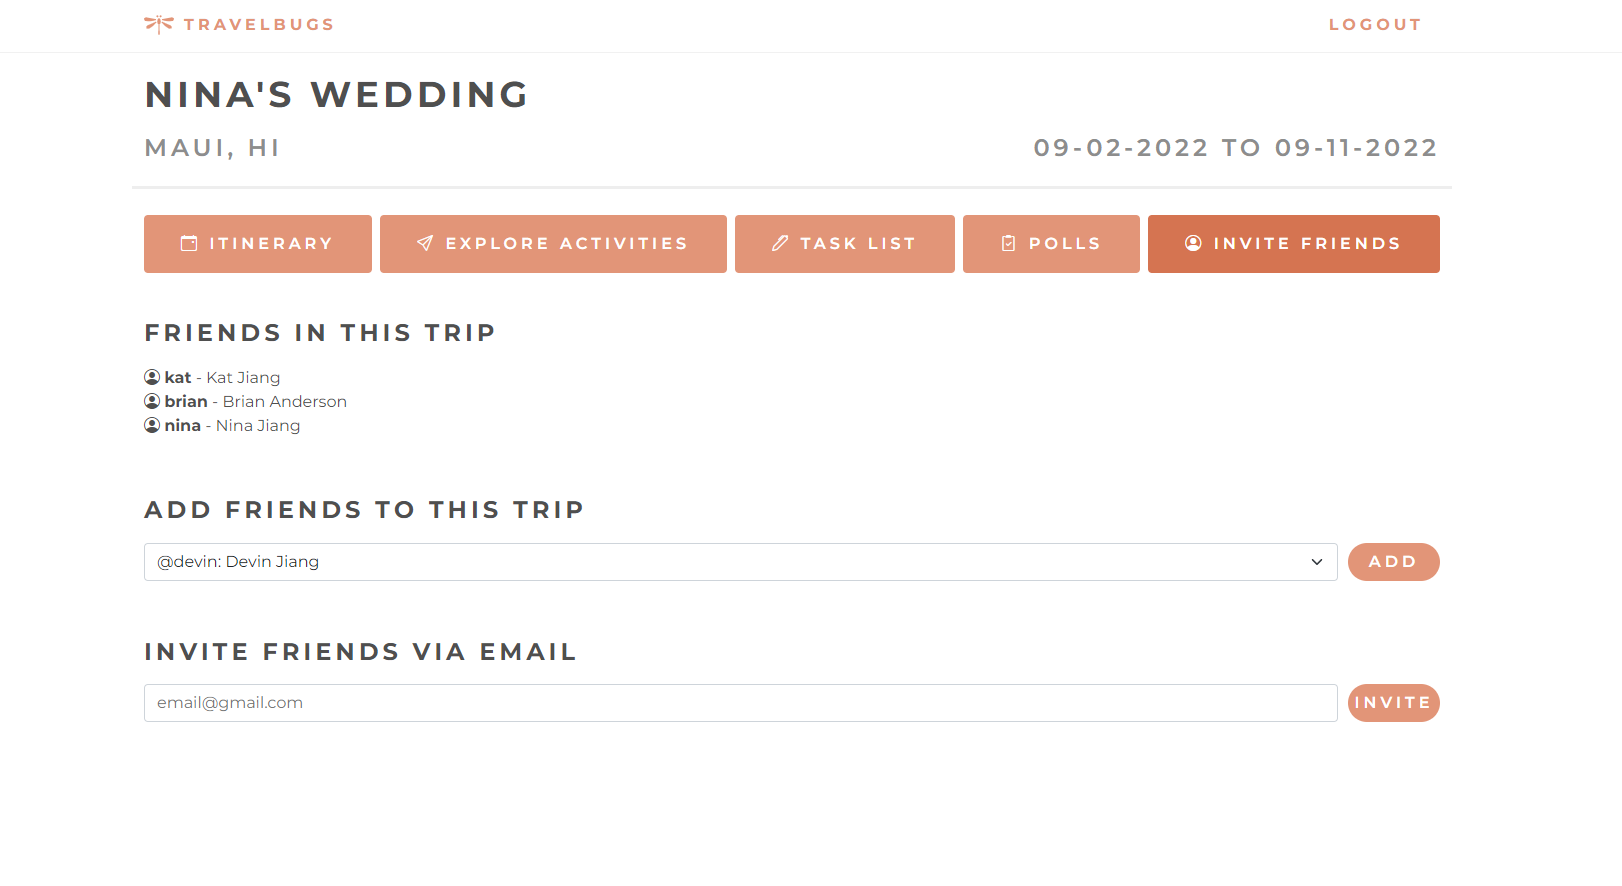 TRAVELBUGS LOGOUT
NINA'S WEDDING
MAUI, HI 09-02-2022 TO 09-11-2022
ITINERARY EXPLORE ACTIVITIES TASK LIST POLLS INVITE FRIENDS
FRIENDS IN THIS TRIP
kat - Kat Jiang
brian - Brian Anderson
nina - Nina Jiang
ADD FRIENDS TO THIS TRIP
@devin: Devin Jiang ADD
INVITE FRIENDS VIA EMAIL
email@gmail.com INVITE